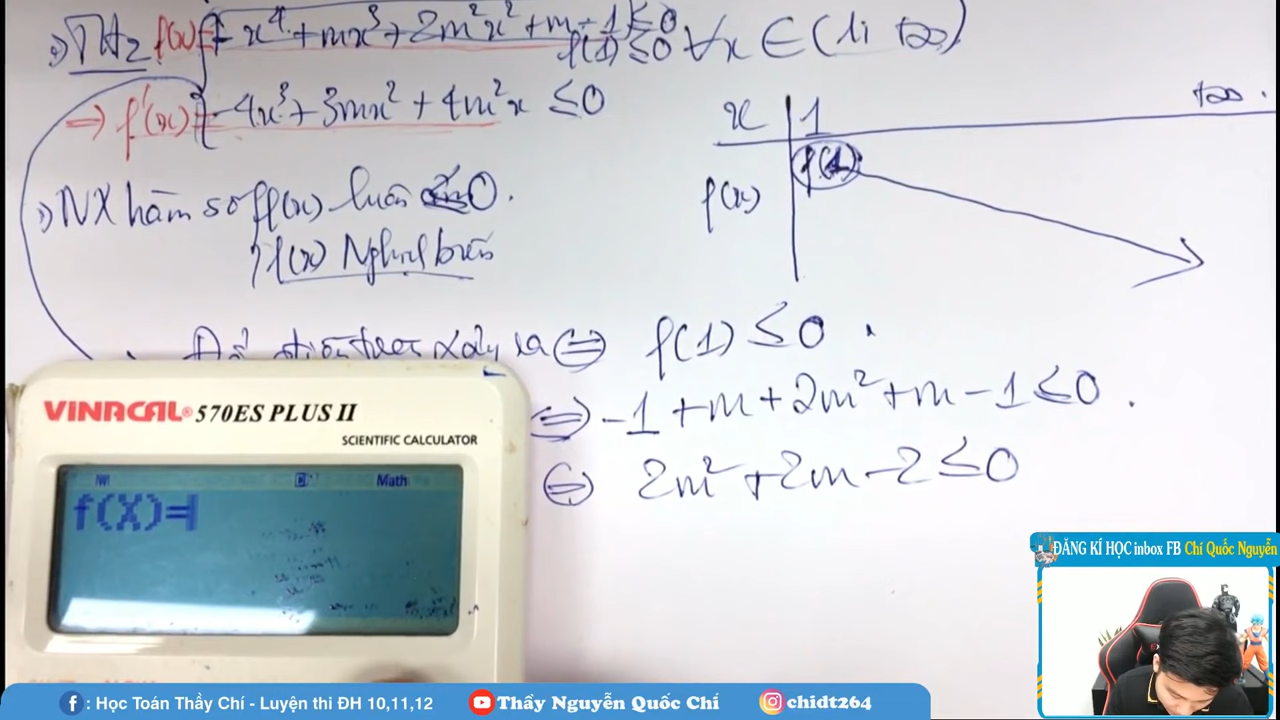 TH2 f(x) = -x⁴ + mx³ + 2m²x² + m - 1 ≤ 0
f(1) ≤ 0 ∀x ∈ (1; +∞)
⇒ f'(x) = -4x³ + 3mx² + 4m²x ≤ 0
x 1 +∞
f(x) f(1)
NX hàm số f(x) luôn ≤ 0.
f(x) Nghịch biến
xảy ra ⇔ f(1) ≤ 0.
⇔ -1 + m + 2m² + m - 1 ≤ 0.
⇔ 2m² + 2m - 2 ≤ 0
VINACAL® 570ES PLUS II
SCIENTIFIC CALCULATOR
Math
f(X)=
ĐĂNG KÍ HỌC inbox FB Chí Quốc Nguyễn
: Học Toán Thầy Chí - Luyện thi ĐH 10,11,12
Thầy Nguyễn Quốc Chí
chidt264